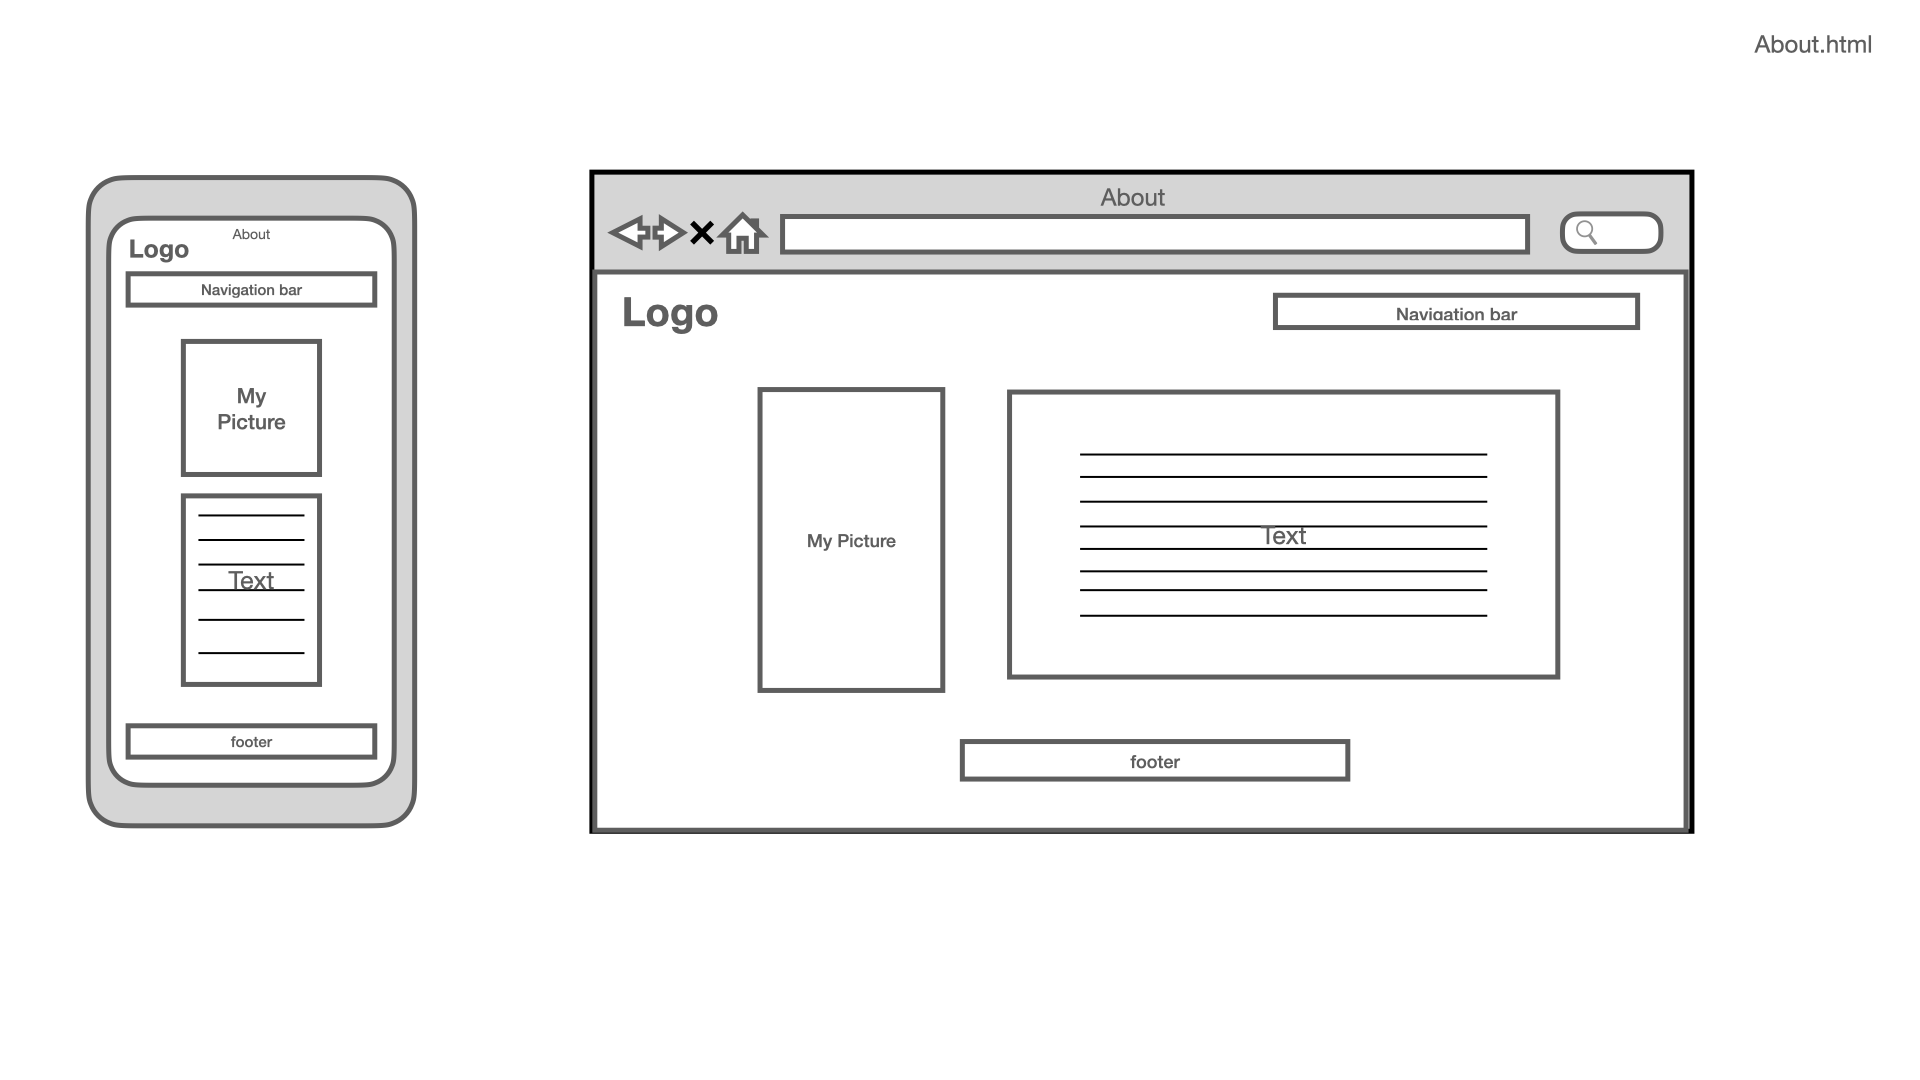 About.html
About
Logo
Navigation bar
My
Picture
Text
footer
About
Logo
Navigation bar
My Picture
Text
footer